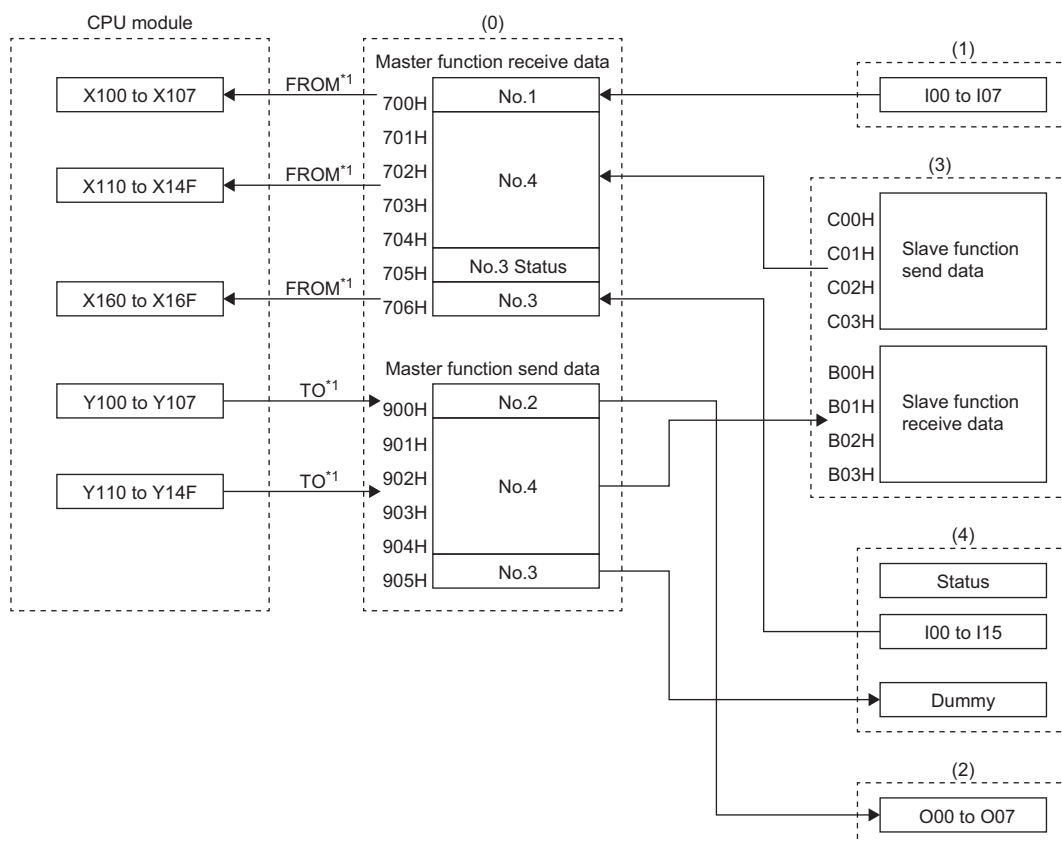 CPU module
X100 to X107
X110 to X14F
X160 to X16F
Y100 to Y107
Y110 to Y14F
FROM*1
FROM*1
FROM*1
TO*1
TO*1
(0)
Master function receive data
700H
701H
702H
703H
704H
705H
706H
No.1
No.4
No.3 Status
No.3
Master function send data
900H
901H
902H
903H
904H
905H
No.2
No.4
No.3
(1)
I00 to I07
(3)
C00H
C01H
C02H
C03H
Slave function
send data
B00H
B01H
B02H
B03H
Slave function
receive data
(4)
Status
I00 to I15
Dummy
(2)
O00 to O07